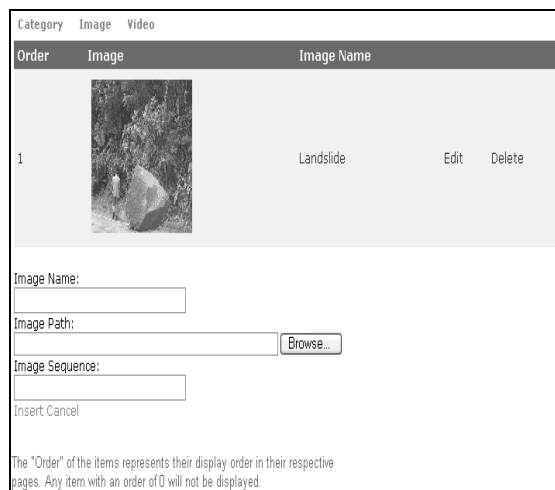 Category Image Video
Order Image Image Name
1 Landslide Edit Delete
Image Name:
Image Path:
Browse...
Image Sequence:
Insert Cancel
The "Order" of the items represents their display order in their respective
pages. Any item with an order of 0 will not be displayed.